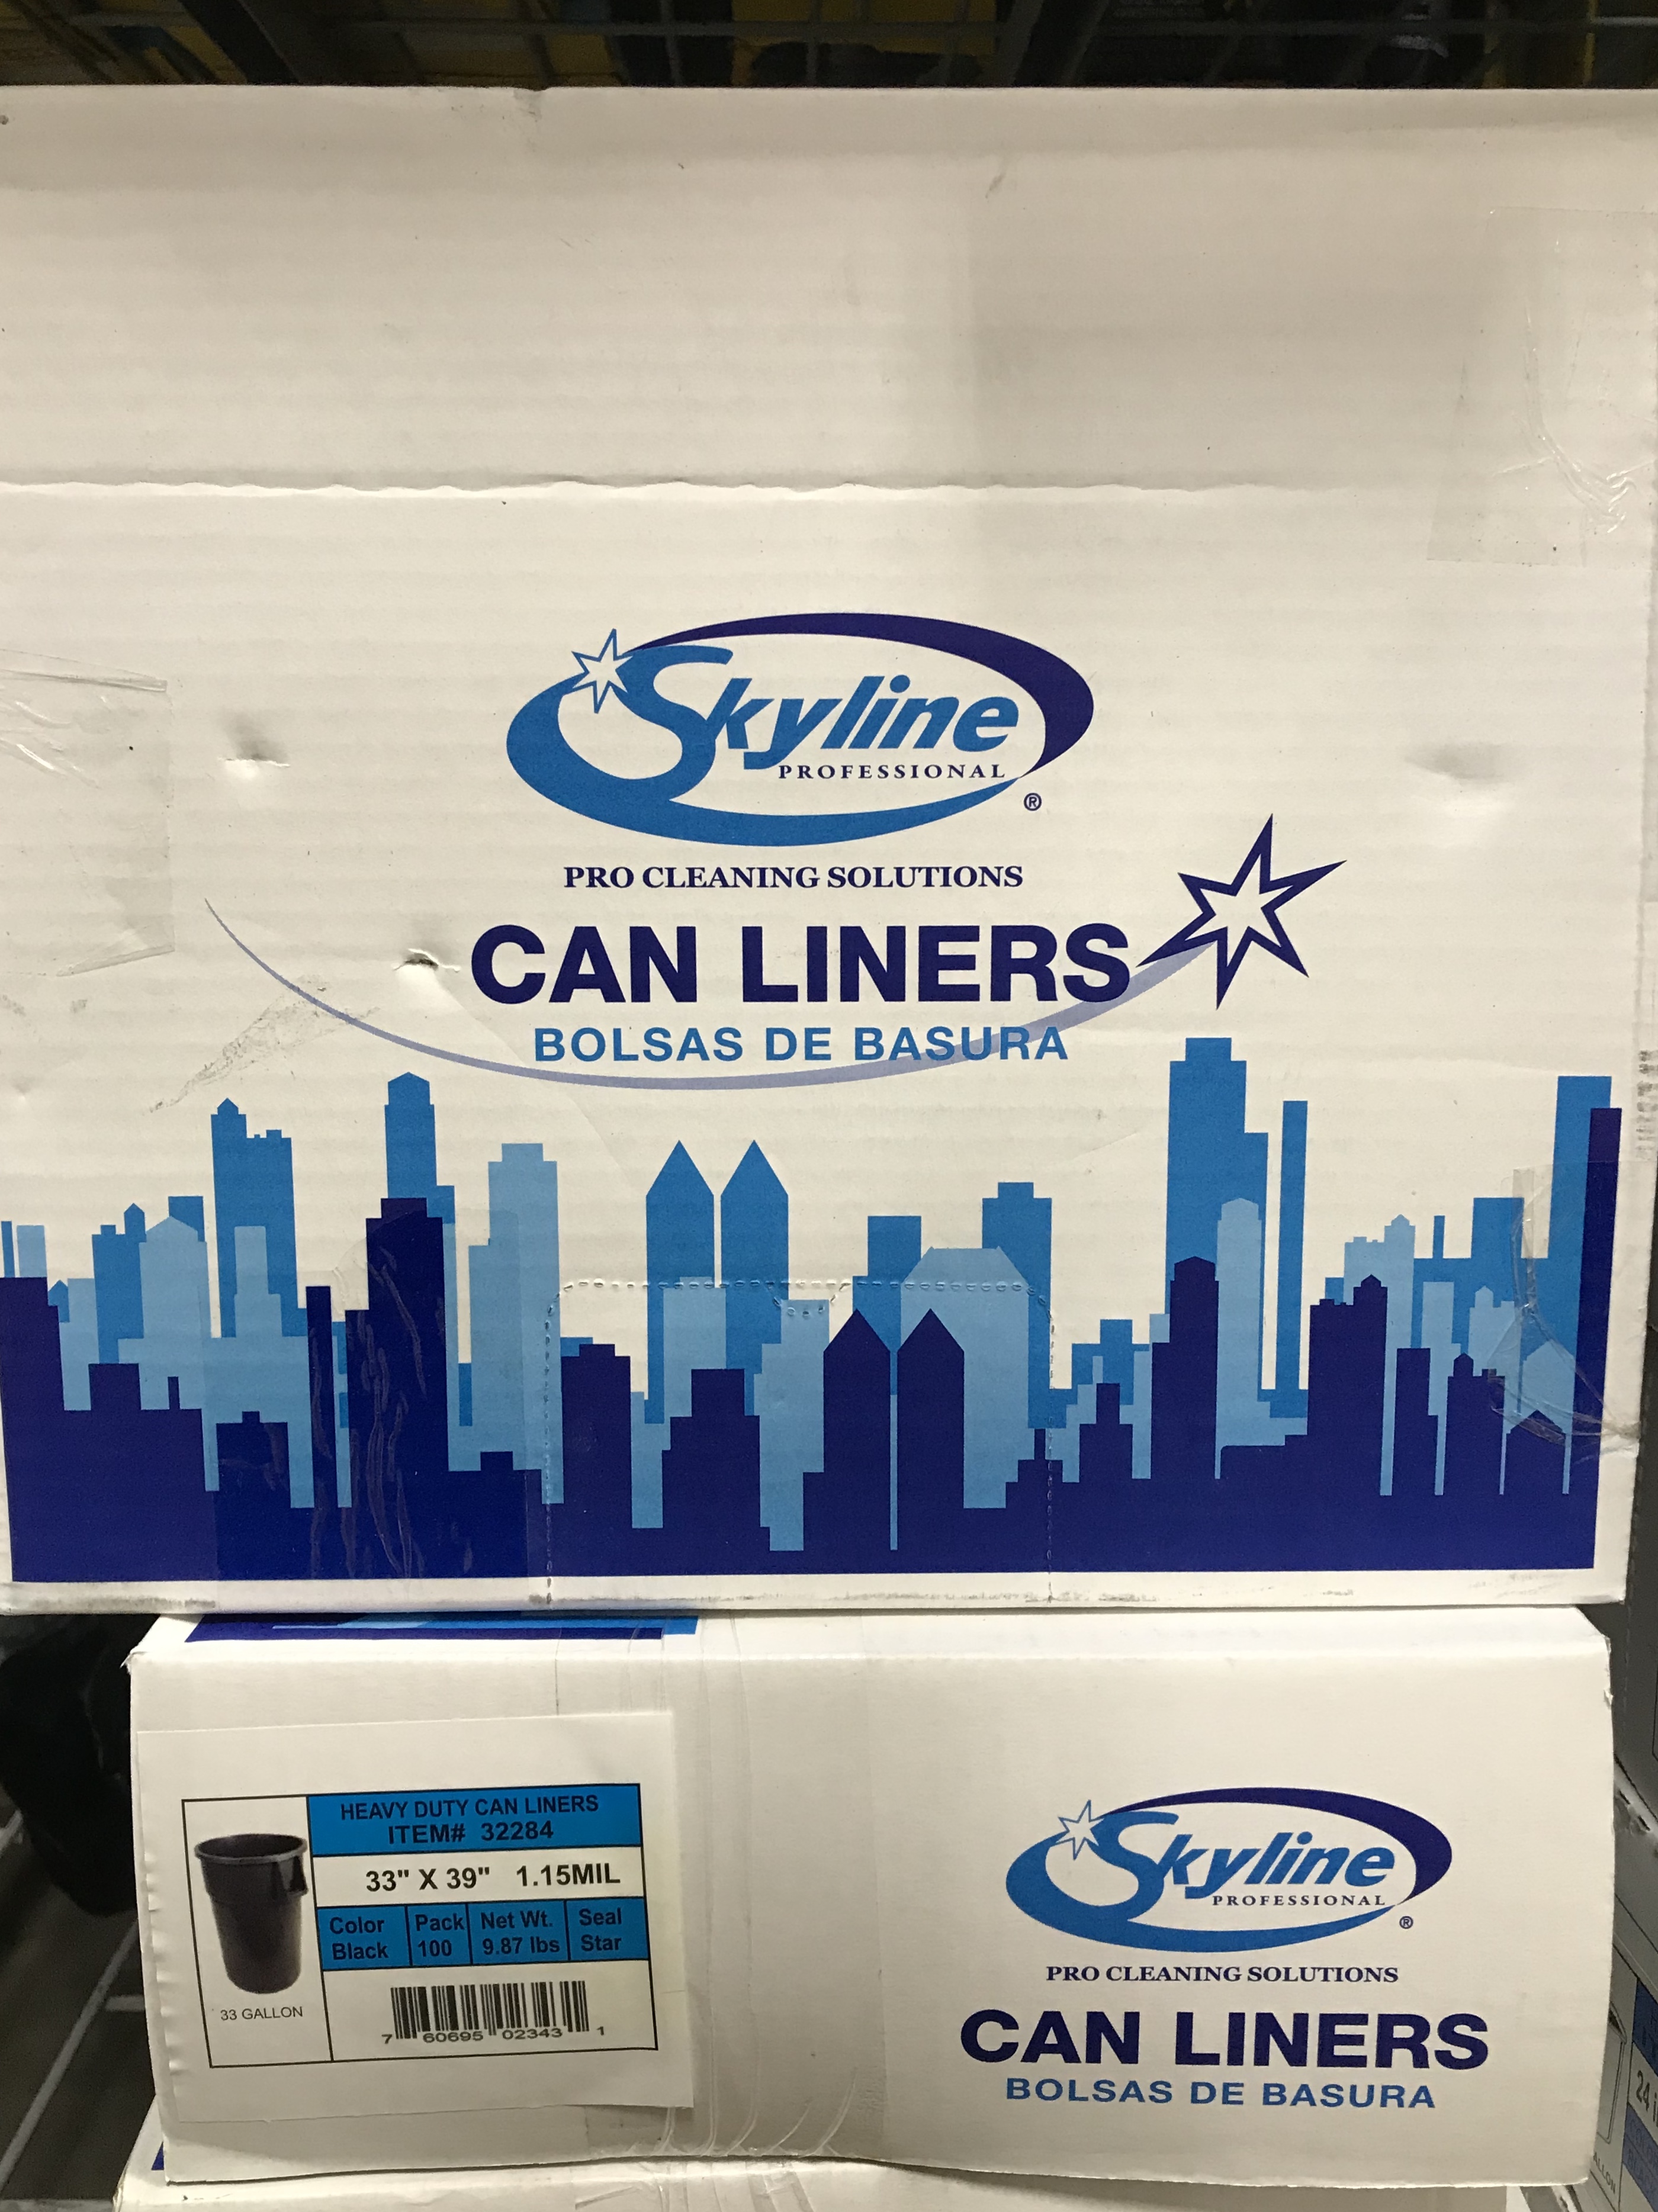 Skyline
PROFESSIONAL
®
PRO CLEANING SOLUTIONS
CAN LINERS
BOLSAS DE BASURA
HEAVY DUTY CAN LINERS
ITEM# 32284
33" X 39" 1.15MIL
Color Pack Net Wt. Seal
Black 100 9.87 lbs Star
33 GALLON
7 60695 02343 1
Skyline
PROFESSIONAL
®
PRO CLEANING SOLUTIONS
CAN LINERS
BOLSAS DE BASURA
24